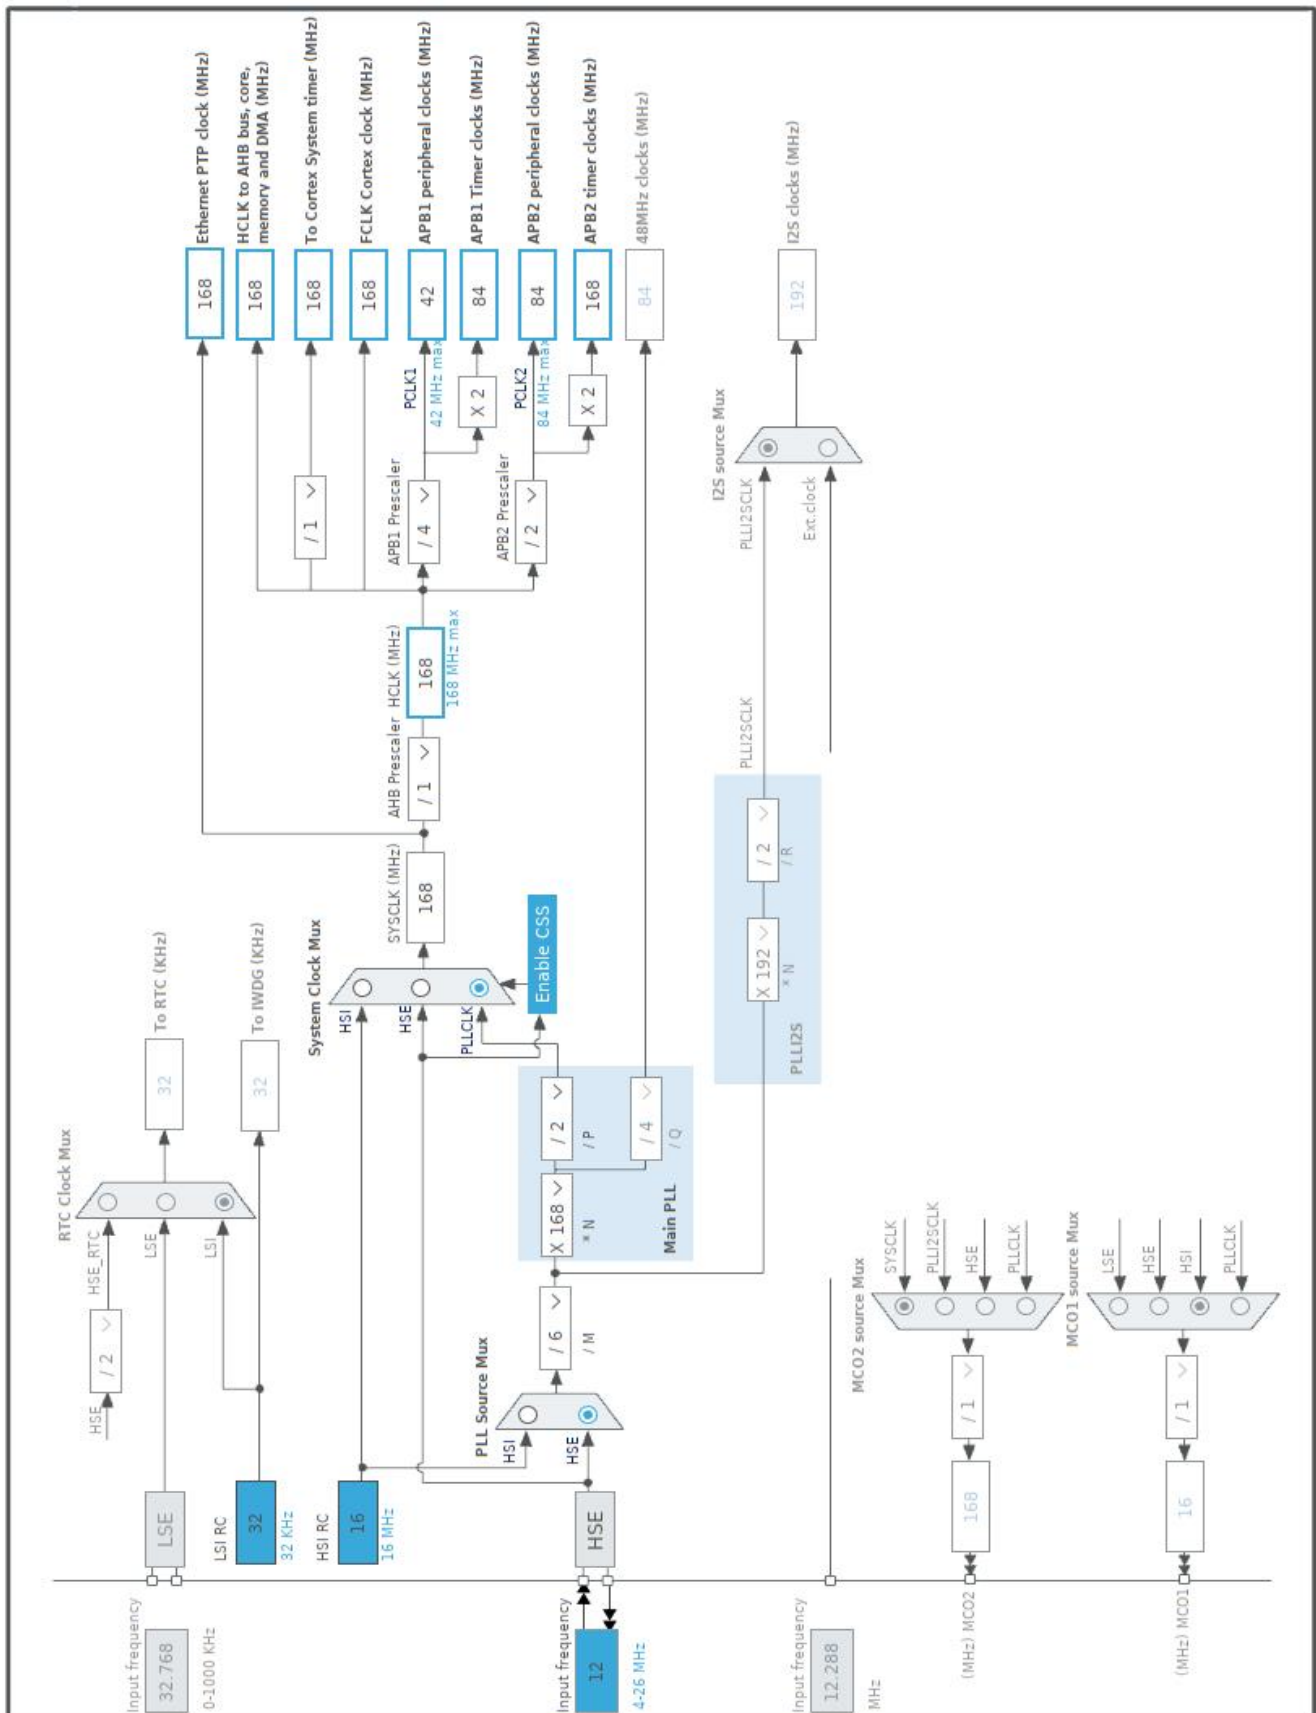 RTC Clock Mux
HSE
/ 2
HSE_RTC
Input frequency
32.768
0-1000 KHz
LSE
LSE
32
To RTC (KHz)
LSI
LSI RC
32
32 KHz
32
To IWDG (KHz)
HSI RC
16
16 MHz
System Clock Mux
HSI
HSE
PLLCLK
Enable CSS
SYSCLK (MHz)
168
AHB Prescaler
/ 1
HCLK (MHz)
168
168 MHz max
168
Ethernet PTP clock (MHz)
168
HCLK to AHB bus, core,
memory and DMA (MHz)
/ 1
168
To Cortex System timer (MHz)
168
FCLK Cortex clock (MHz)
APB1 Prescaler
/ 4
PCLK1
42 MHz max
42
APB1 peripheral clocks (MHz)
X 2
84
APB1 Timer clocks (MHz)
APB2 Prescaler
/ 2
PCLK2
84 MHz max
84
APB2 peripheral clocks (MHz)
X 2
168
APB2 timer clocks (MHz)
84
48MHz clocks (MHz)
PLL Source Mux
HSI
HSE
Input frequency
12
4-26 MHz
HSE
/ 6
/ M
X 168
* N
/ 2
/ P
/ 4
/ Q
Main PLL
X 192
* N
/ 2
/ R
PLLI2S
PLLI2SCLK
PLLI2SCLK
I2S source Mux
Ext.clock
192
I2S clocks (MHz)
Input frequency
12.288
MHz
MCO2 source Mux
SYSCLK
PLLI2SCLK
HSE
PLLCLK
/ 1
168
(MHz) MCO2
MCO1 source Mux
LSE
HSE
HSI
PLLCLK
/ 1
16
(MHz) MCO1